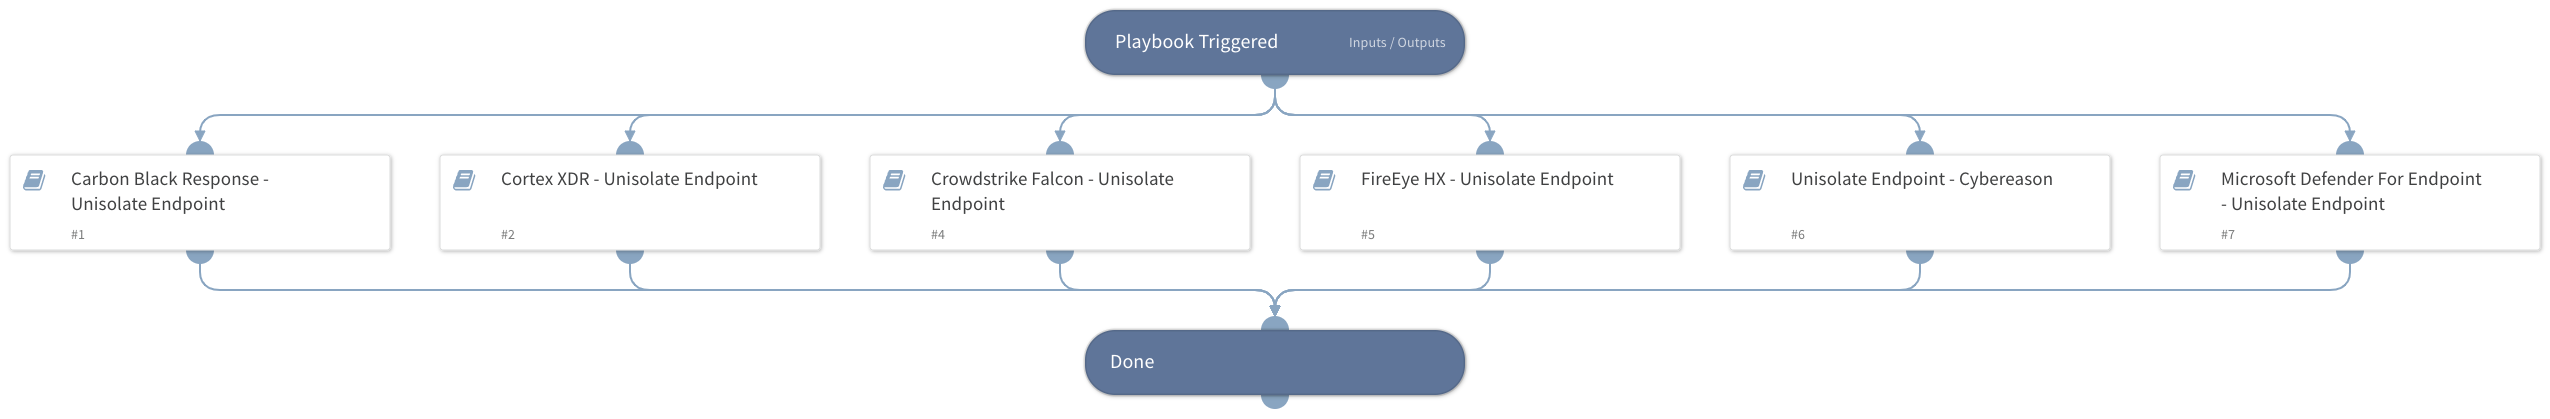 Playbook Triggered
Inputs / Outputs
Carbon Black Response -
Unisolate Endpoint
#1
Cortex XDR - Unisolate Endpoint
#2
Crowdstrike Falcon - Unisolate
Endpoint
#4
FireEye HX - Unisolate Endpoint
#5
Unisolate Endpoint - Cybereason
#6
Microsoft Defender For Endpoint
- Unisolate Endpoint
#7
Done